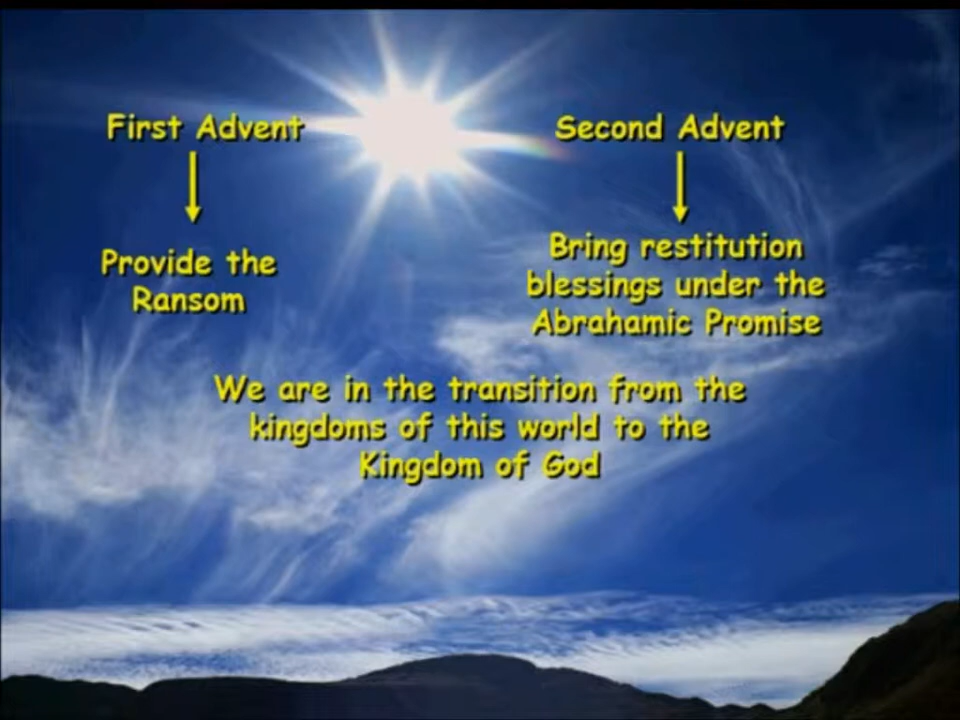 First Advent
Second Advent
Provide the
Ransom
Bring restitution
blessings under the
Abrahamic Promise
We are in the transition from the
kingdoms of this world to the
Kingdom of God